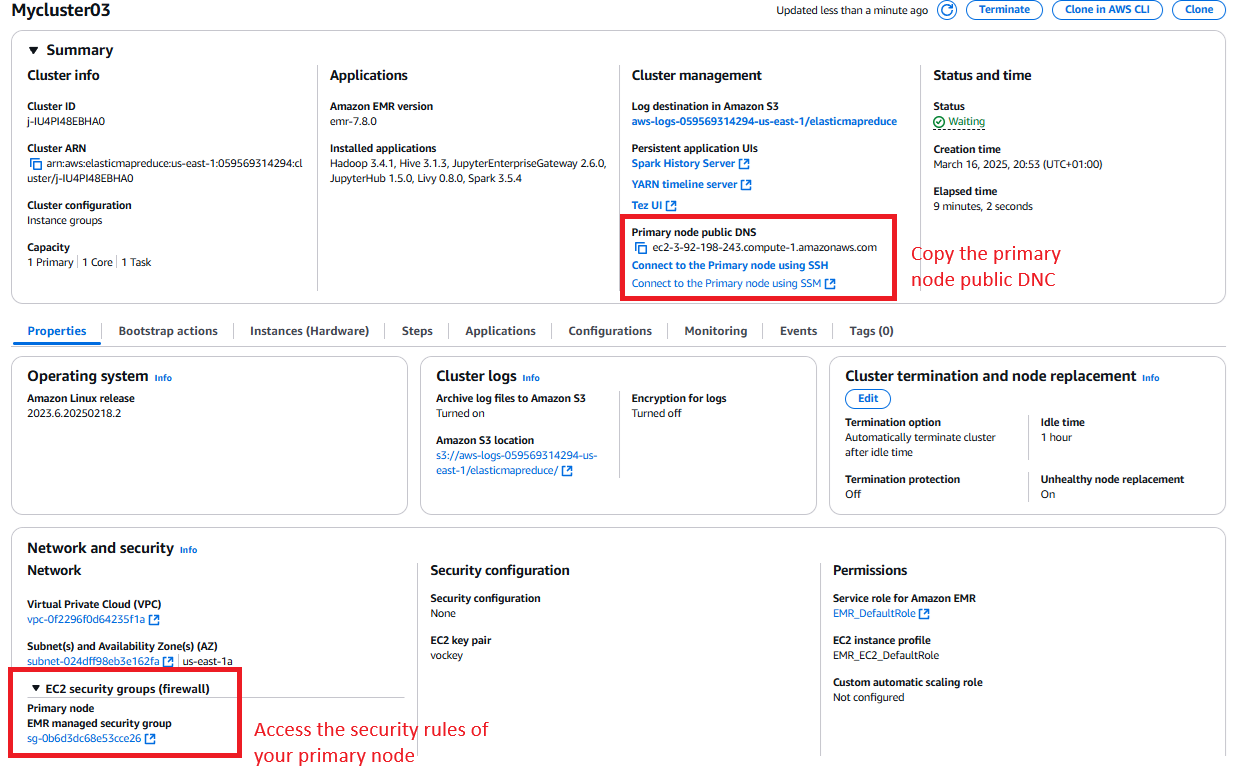 Mycluster03
Updated less than a minute ago
Terminate
Clone in AWS CLI
Clone
Summary
Cluster info
Cluster ID
j-IU4PI48EBHA0
Cluster ARN
arn:aws:elasticmapreduce:us-east-1:059569314294:cl
uster/j-IU4PI48EBHA0
Cluster configuration
Instance groups
Capacity
1 Primary | 1 Core | 1 Task
Applications
Amazon EMR version
emr-7.8.0
Installed applications
Hadoop 3.4.1, Hive 3.1.3, JupyterEnterpriseGateway 2.6.0,
JupyterHub 1.5.0, Livy 0.8.0, Spark 3.5.4
Cluster management
Log destination in Amazon S3
aws-logs-059569314294-us-east-1/elasticmapreduce
Persistent application UIs
Spark History Server
YARN timeline server
Tez UI
Primary node public DNS
ec2-3-92-198-243.compute-1.amazonaws.com
Connect to the Primary node using SSH
Connect to the Primary node using SSM
Status and time
Status
Waiting
Creation time
March 16, 2025, 20:53 (UTC+01:00)
Elapsed time
9 minutes, 2 seconds
Copy the primary
node public DNC
Properties
Bootstrap actions
Instances (Hardware)
Steps
Applications
Configurations
Monitoring
Events
Tags (0)
Operating system Info
Amazon Linux release
2023.6.20250218.2
Cluster logs Info
Archive log files to Amazon S3
Turned on
Amazon S3 location
s3://aws-logs-059569314294-us-
east-1/elasticmapreduce/
Encryption for logs
Turned off
Cluster termination and node replacement Info
Edit
Termination option
Automatically terminate cluster
after idle time
Idle time
1 hour
Termination protection
Off
Unhealthy node replacement
On
Network and security Info
Network
Virtual Private Cloud (VPC)
vpc-0f2296f0d64235f1a
Subnet(s) and Availability Zone(s) (AZ)
subnet-024dff98eb3e162fa | us-east-1a
EC2 security groups (firewall)
Primary node
EMR managed security group
sg-0b6d3dc68e53cce26
Access the security rules of
your primary node
Security configuration
Security configuration
None
EC2 key pair
vockey
Permissions
Service role for Amazon EMR
EMR_DefaultRole
EC2 instance profile
EMR_EC2_DefaultRole
Custom automatic scaling role
Not configured